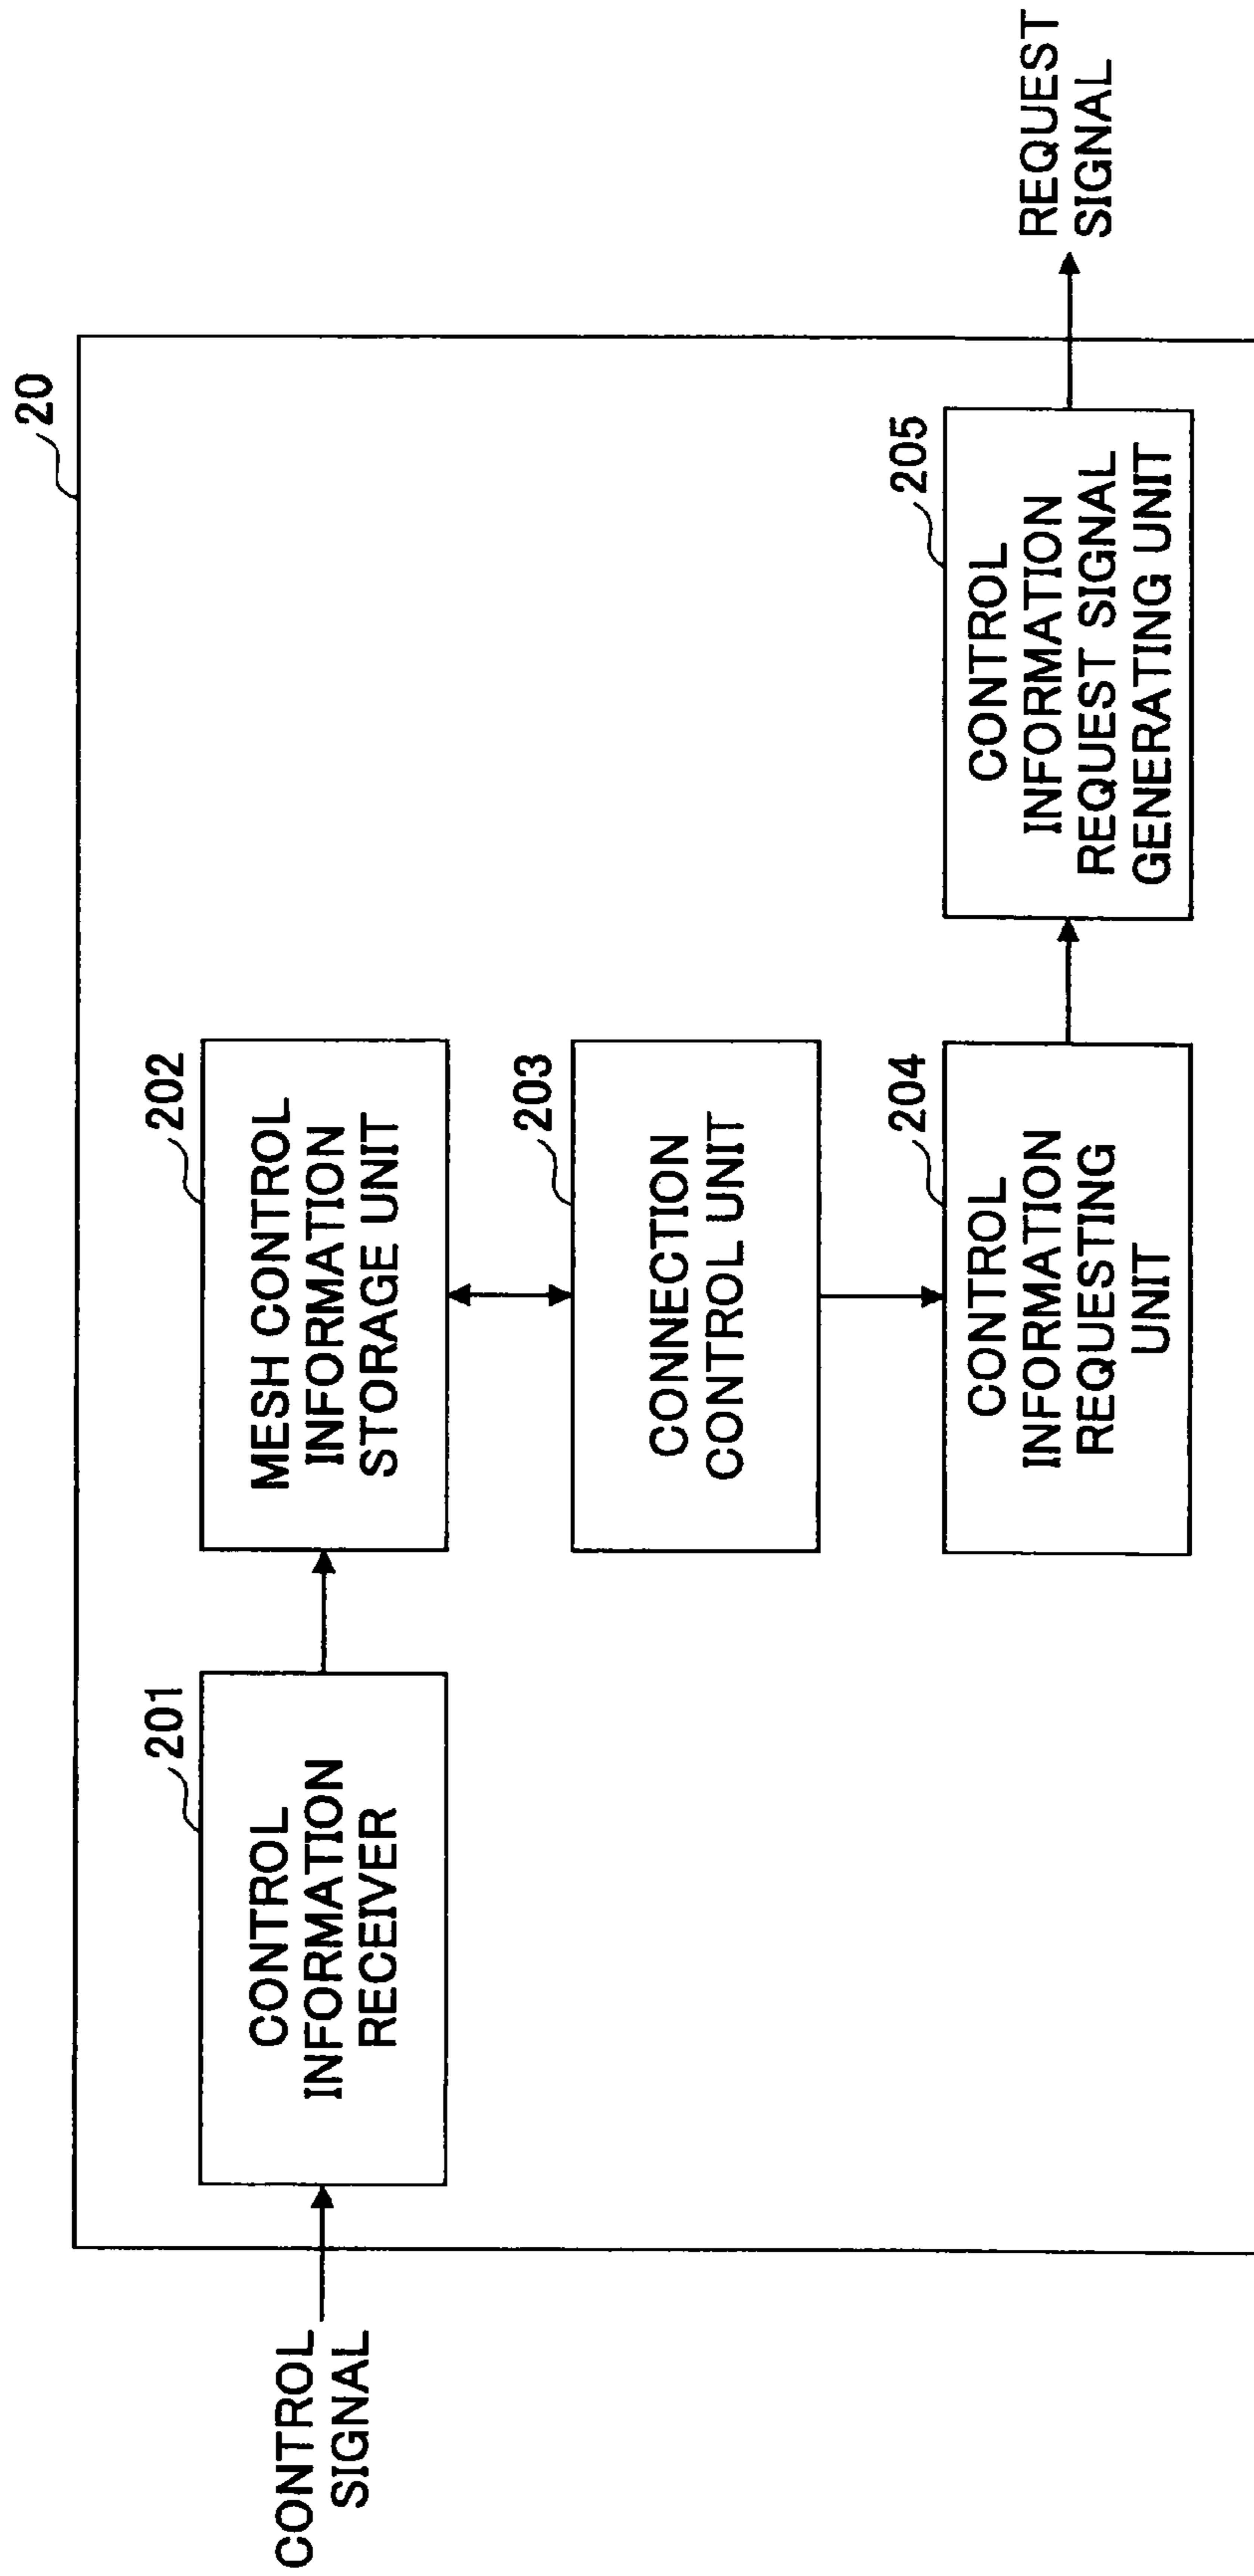 20
CONTROL
SIGNAL
201
CONTROL
INFORMATION
RECEIVER
202
MESH CONTROL
INFORMATION
STORAGE UNIT
203
CONNECTION
CONTROL UNIT
204
CONTROL
INFORMATION
REQUESTING
UNIT
205
CONTROL
INFORMATION
REQUEST SIGNAL
GENERATING UNIT
REQUEST
SIGNAL